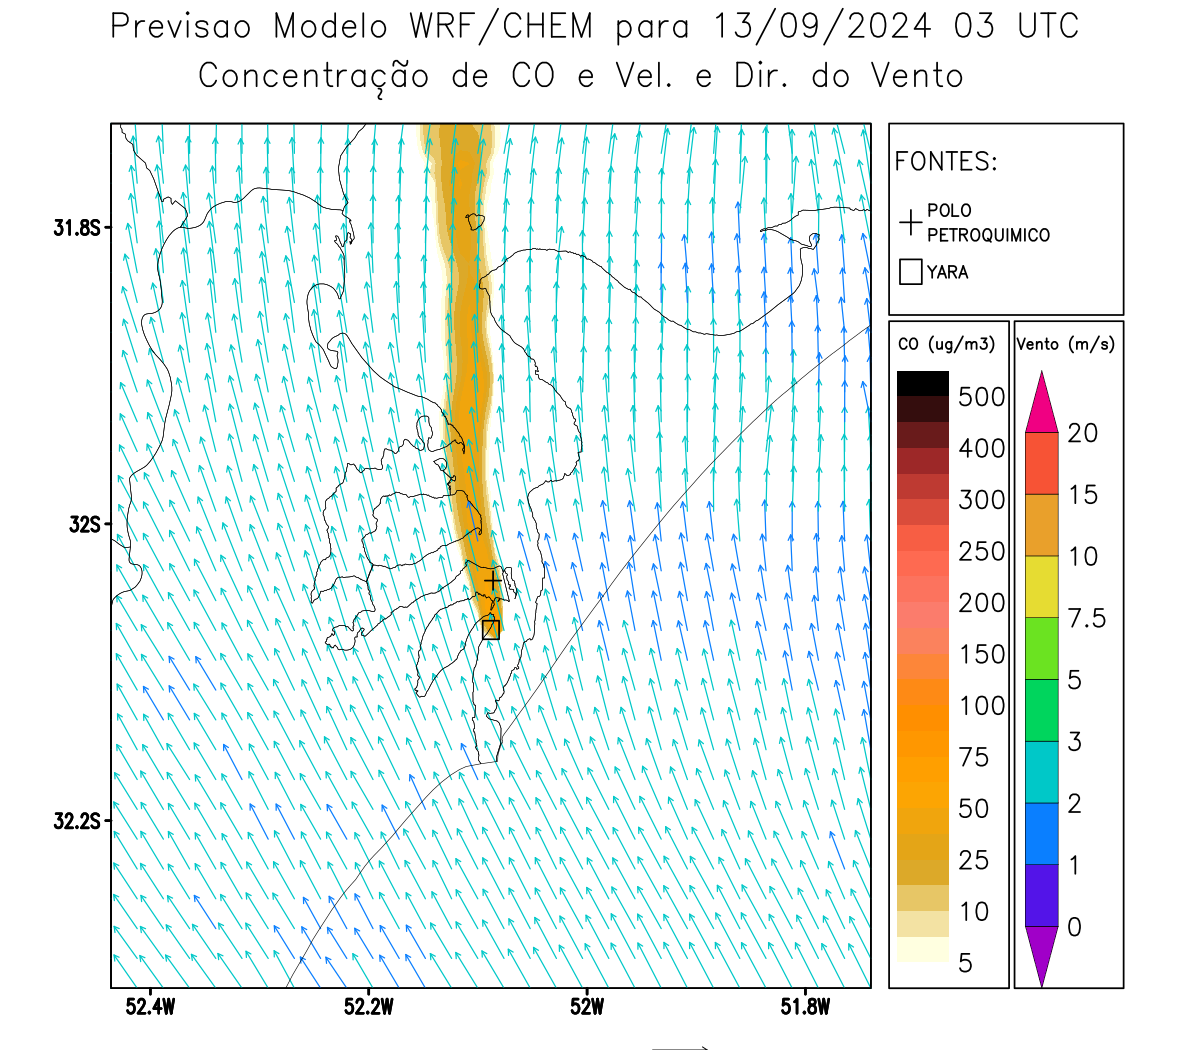 Previsao Modelo WRF/CHEM para 13/09/2024 03 UTC
Concentração de CO e Vel. e Dir. do Vento
FONTES:
POLO
PETROQUIMICO
YARA
CO (ug/m3)
500
400
300
250
200
150
100
75
50
25
10
5
Vento (m/s)
20
15
10
7.5
5
3
2
1
0
31.8S
32S
32.2S
52.4W
52.2W
52W
51.8W